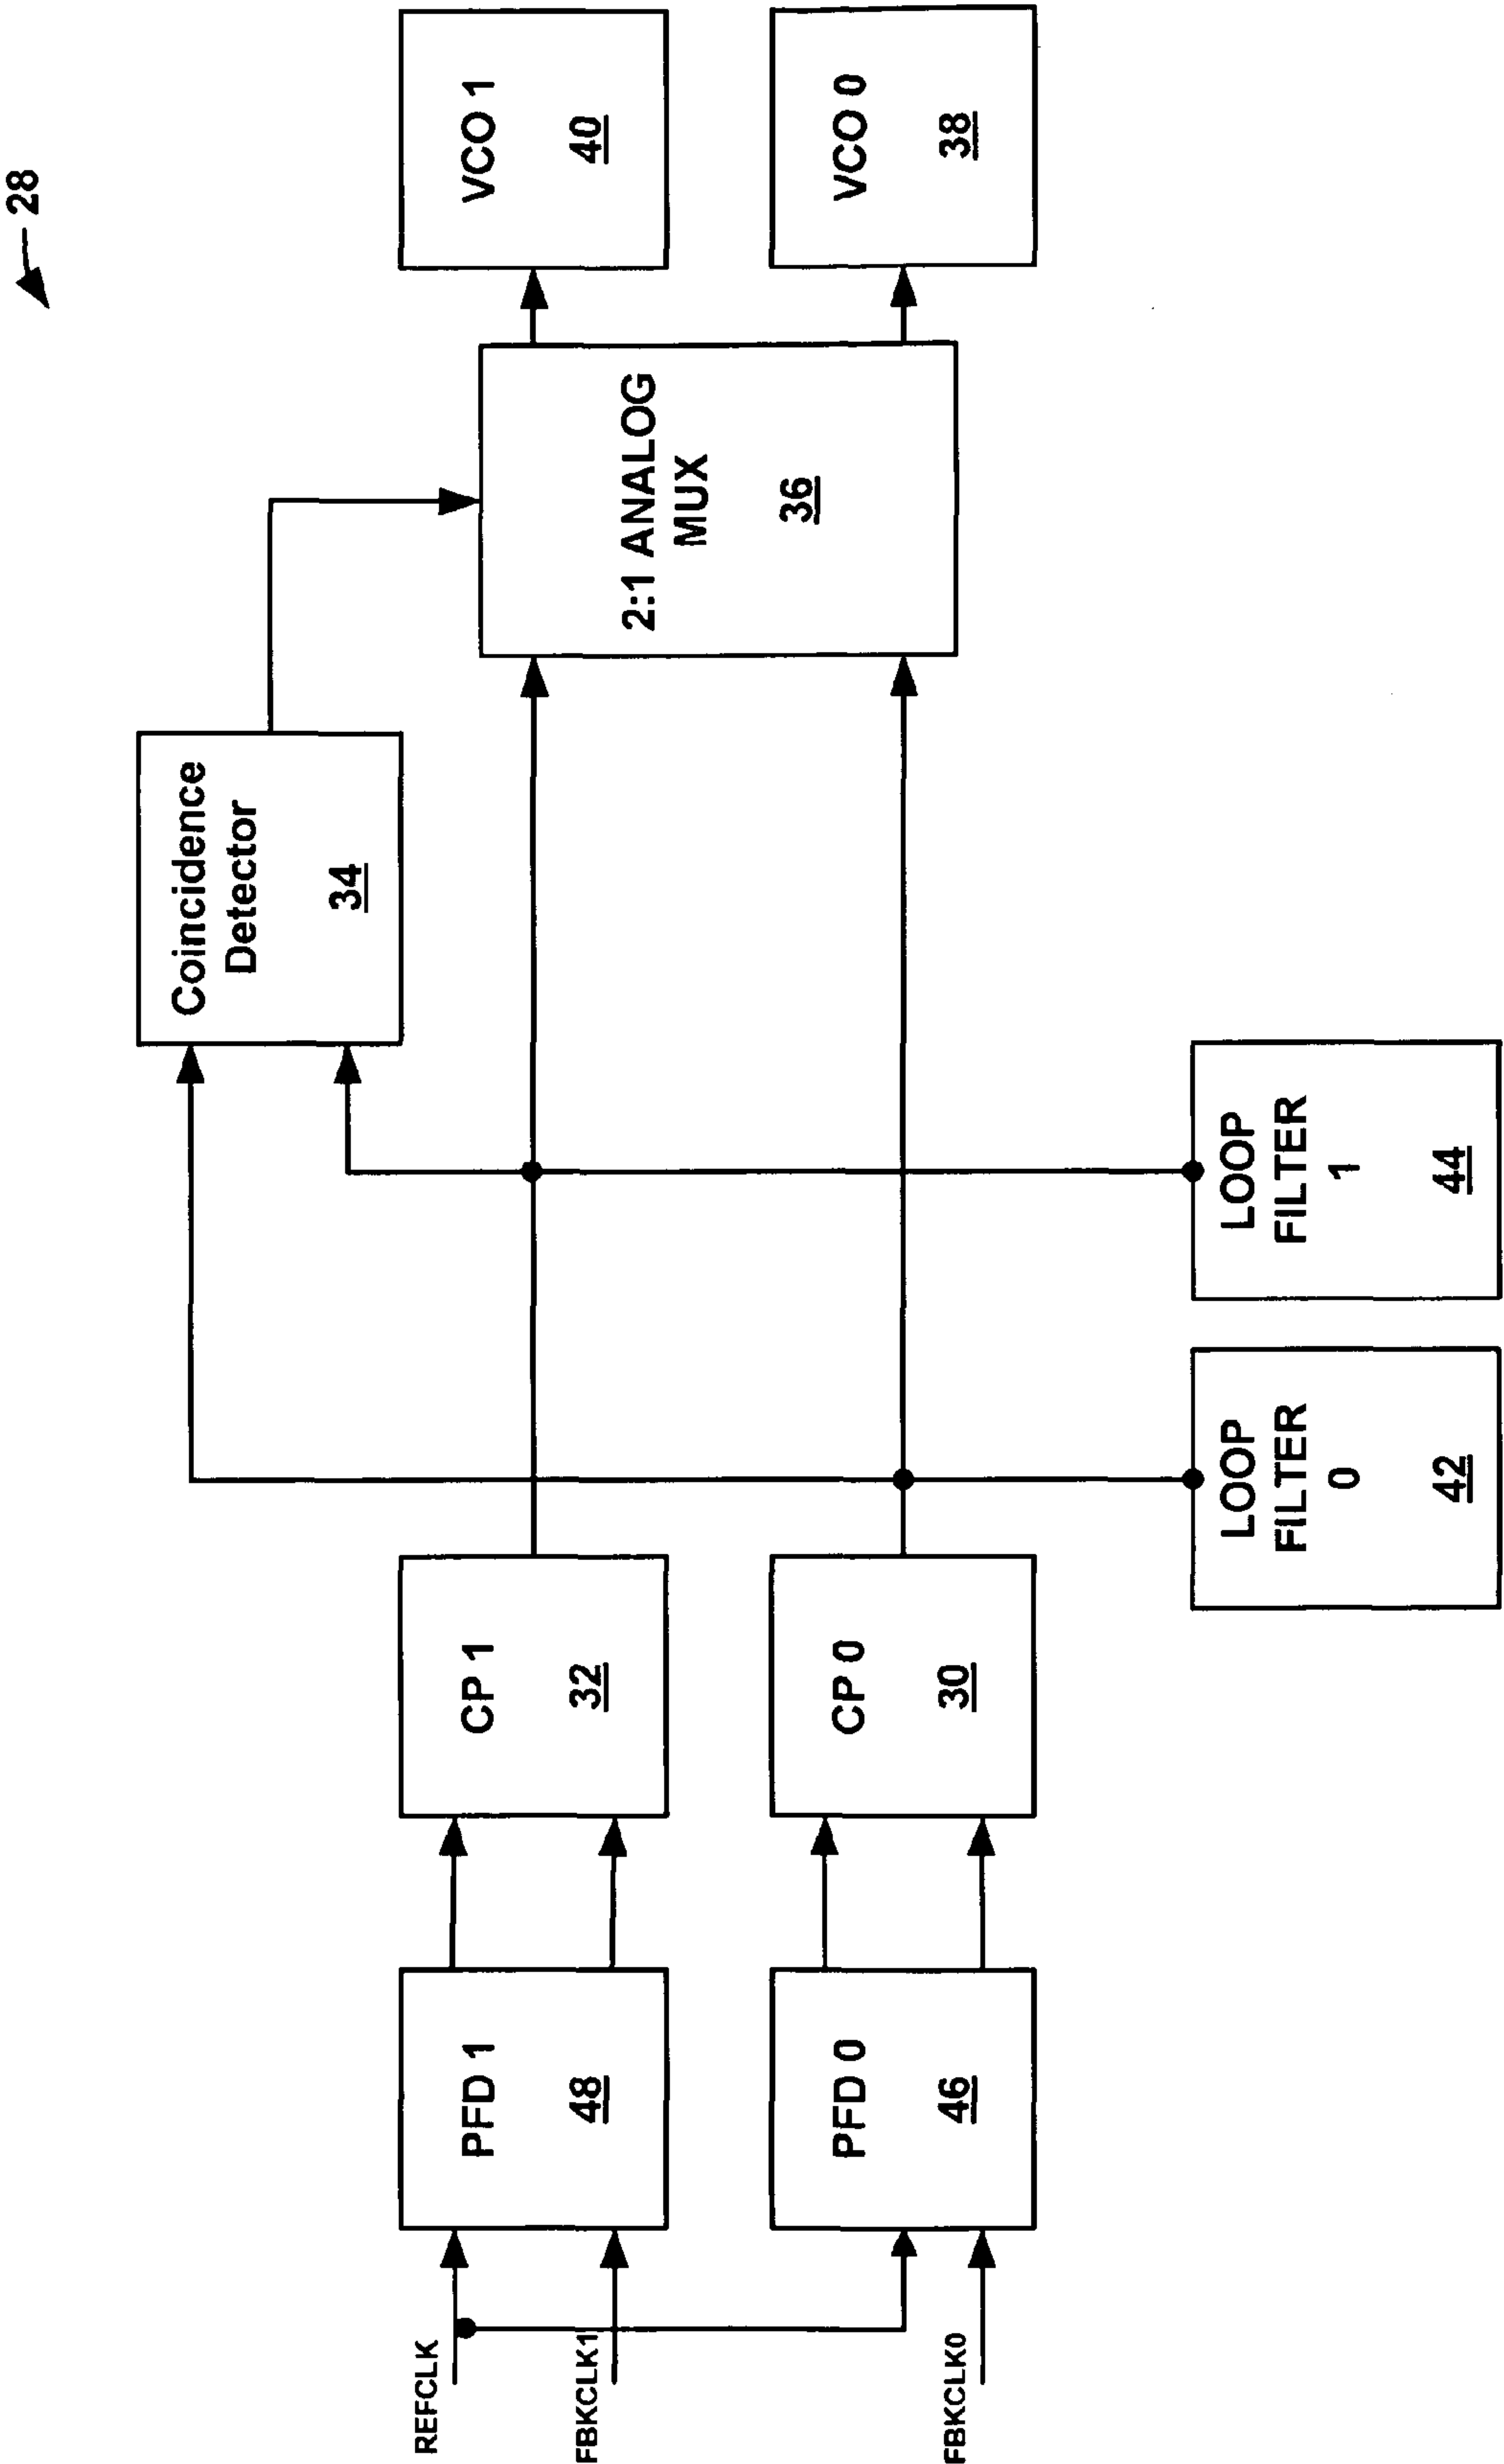 28
REFCLK
FBKCLK1
FBKCLK0
PFD 1
48
PFD 0
46
CP 1
32
CP 0
30
LOOP
FILTER
0
42
LOOP
FILTER
1
44
Coincidence
Detector
34
2:1 ANALOG
MUX
36
VCO 1
40
VCO 0
38